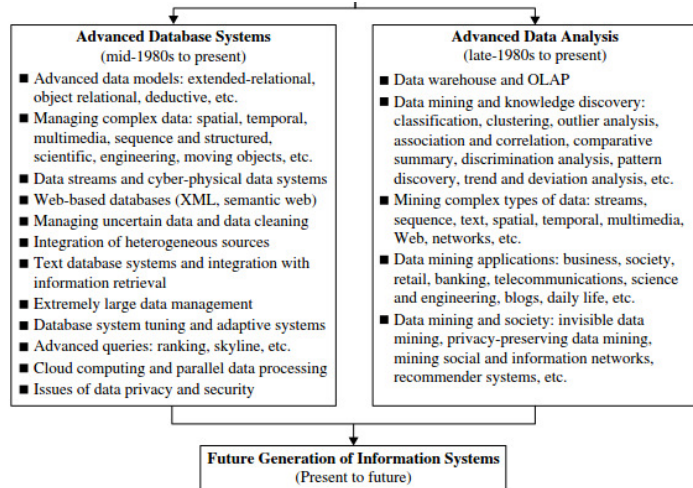 Advanced Database Systems
(mid-1980s to present)
■ Advanced data models: extended-relational,
object relational, deductive, etc.
■ Managing complex data: spatial, temporal,
multimedia, sequence and structured,
scientific, engineering, moving objects, etc.
■ Data streams and cyber-physical data systems
■ Web-based databases (XML, semantic web)
■ Managing uncertain data and data cleaning
■ Integration of heterogeneous sources
■ Text database systems and integration with
information retrieval
■ Extremely large data management
■ Database system tuning and adaptive systems
■ Advanced queries: ranking, skyline, etc.
■ Cloud computing and parallel data processing
■ Issues of data privacy and security
Advanced Data Analysis
(late-1980s to present)
■ Data warehouse and OLAP
■ Data mining and knowledge discovery:
classification, clustering, outlier analysis,
association and correlation, comparative
summary, discrimination analysis, pattern
discovery, trend and deviation analysis, etc.
■ Mining complex types of data: streams,
sequence, text, spatial, temporal, multimedia,
Web, networks, etc.
■ Data mining applications: business, society,
retail, banking, telecommunications, science
and engineering, blogs, daily life, etc.
■ Data mining and society: invisible data
mining, privacy-preserving data mining,
mining social and information networks,
recommender systems, etc.
Future Generation of Information Systems
(Present to future)